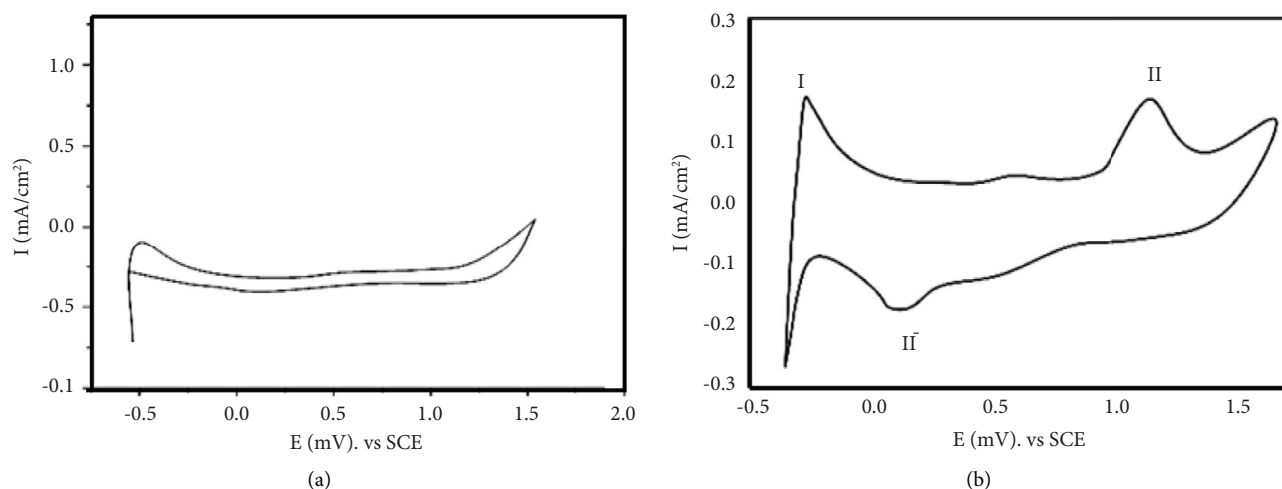 1.0
0.5
0.0
-0.5
-0.1
I (mA/cm²)
-0.5 0.0 0.5 1.0 1.5 2.0
E (mV). vs SCE
(a)
0.3
0.2
0.1
0.0
-0.1
-0.2
-0.3
I (mA/cm²)
I
II
II¯
-0.5 0.0 0.5 1.0 1.5
E (mV). vs SCE
(b)